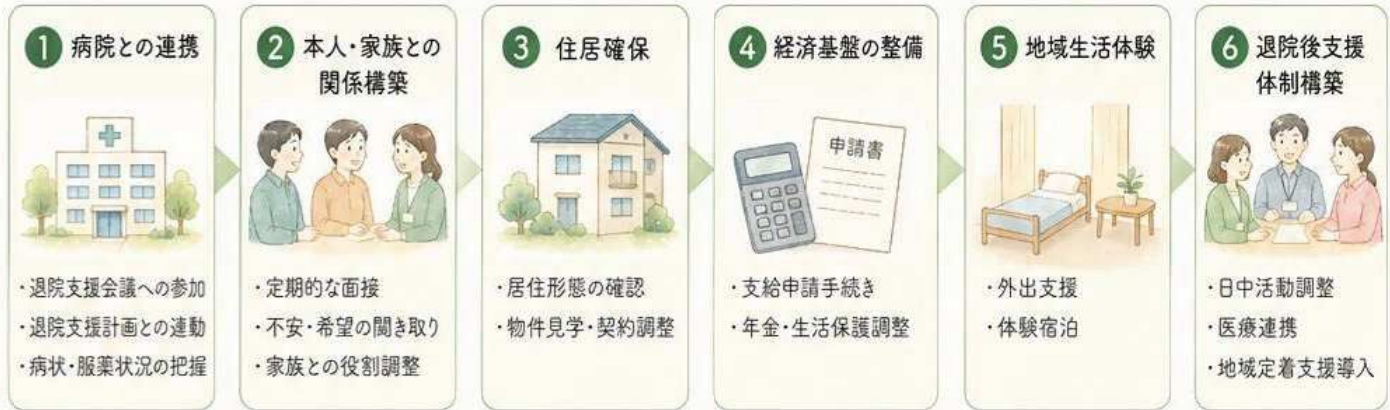 1 病院との連携
・退院支援会議への参加
・退院支援計画との連動
・病状・服薬状況の把握
2 本人・家族との
関係構築
・定期的な面接
・不安・希望の聞き取り
・家族との役割調整
3 住居確保
・居住形態の確認
・物件見学・契約調整
4 経済基盤の整備
申請書
・支給申請手続き
・年金・生活保護調整
5 地域生活体験
・外出支援
・体験宿泊
6 退院後支援
体制構築
・日中活動調整
・医療連携
・地域定着支援導入